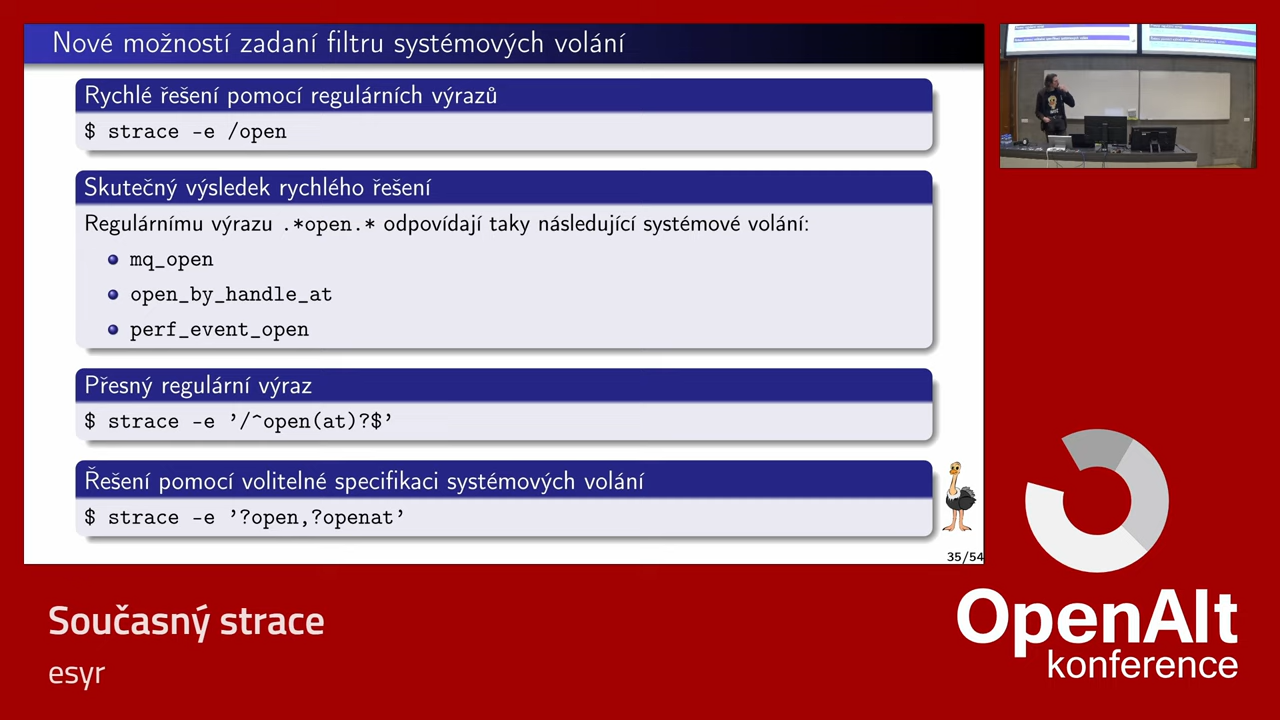 Nové možností zadaní filtru systémových volání
Rychlé řešení pomocí regulárních výrazů
$ strace -e /open
Skutečný výsledek rychlého řešení
Regulárnímu výrazu .*open.* odpovídají taky následující systémové volání:
mq_open
open_by_handle_at
perf_event_open
Přesný regulární výraz
$ strace -e '/^open(at)?$'
Řešení pomocí volitelné specifikaci systémových volání
$ strace -e '?open,?openat'
35/54
Současný strace
esyr
OpenAlt
konference